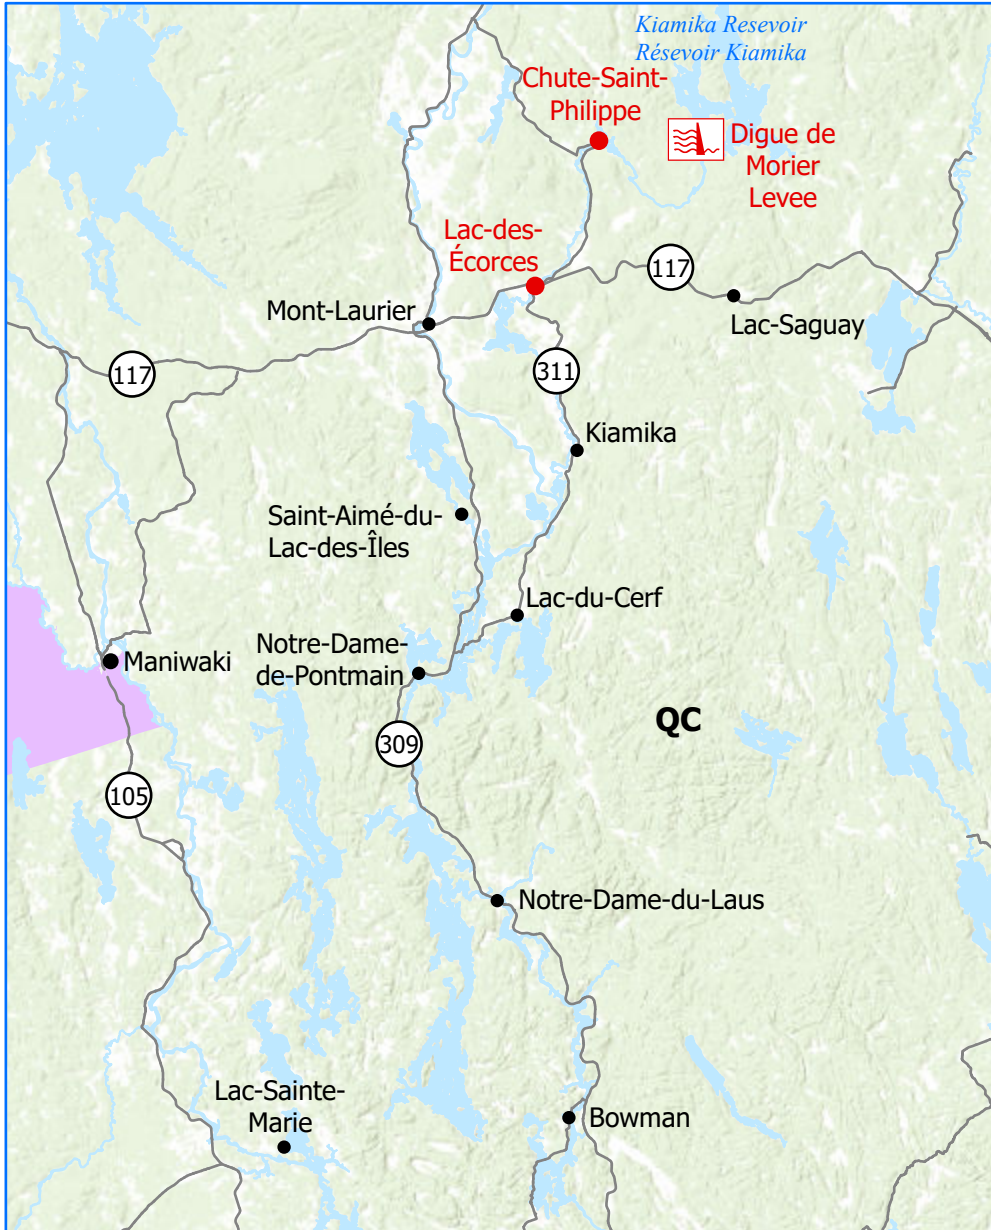 Kiamika Resevoir
Résevoir Kiamika
Chute-Saint-
Philippe
Digue de
Morier
Levee
Lac-des-
Écorces
117
Lac-Saguay
Mont-Laurier
117
311
Kiamika
Saint-Aimé-du-
Lac-des-Îles
Lac-du-Cerf
Notre-Dame-
de-Pontmain
Maniwaki
QC
309
105
Notre-Dame-du-Laus
Lac-Sainte-
Marie
Bowman